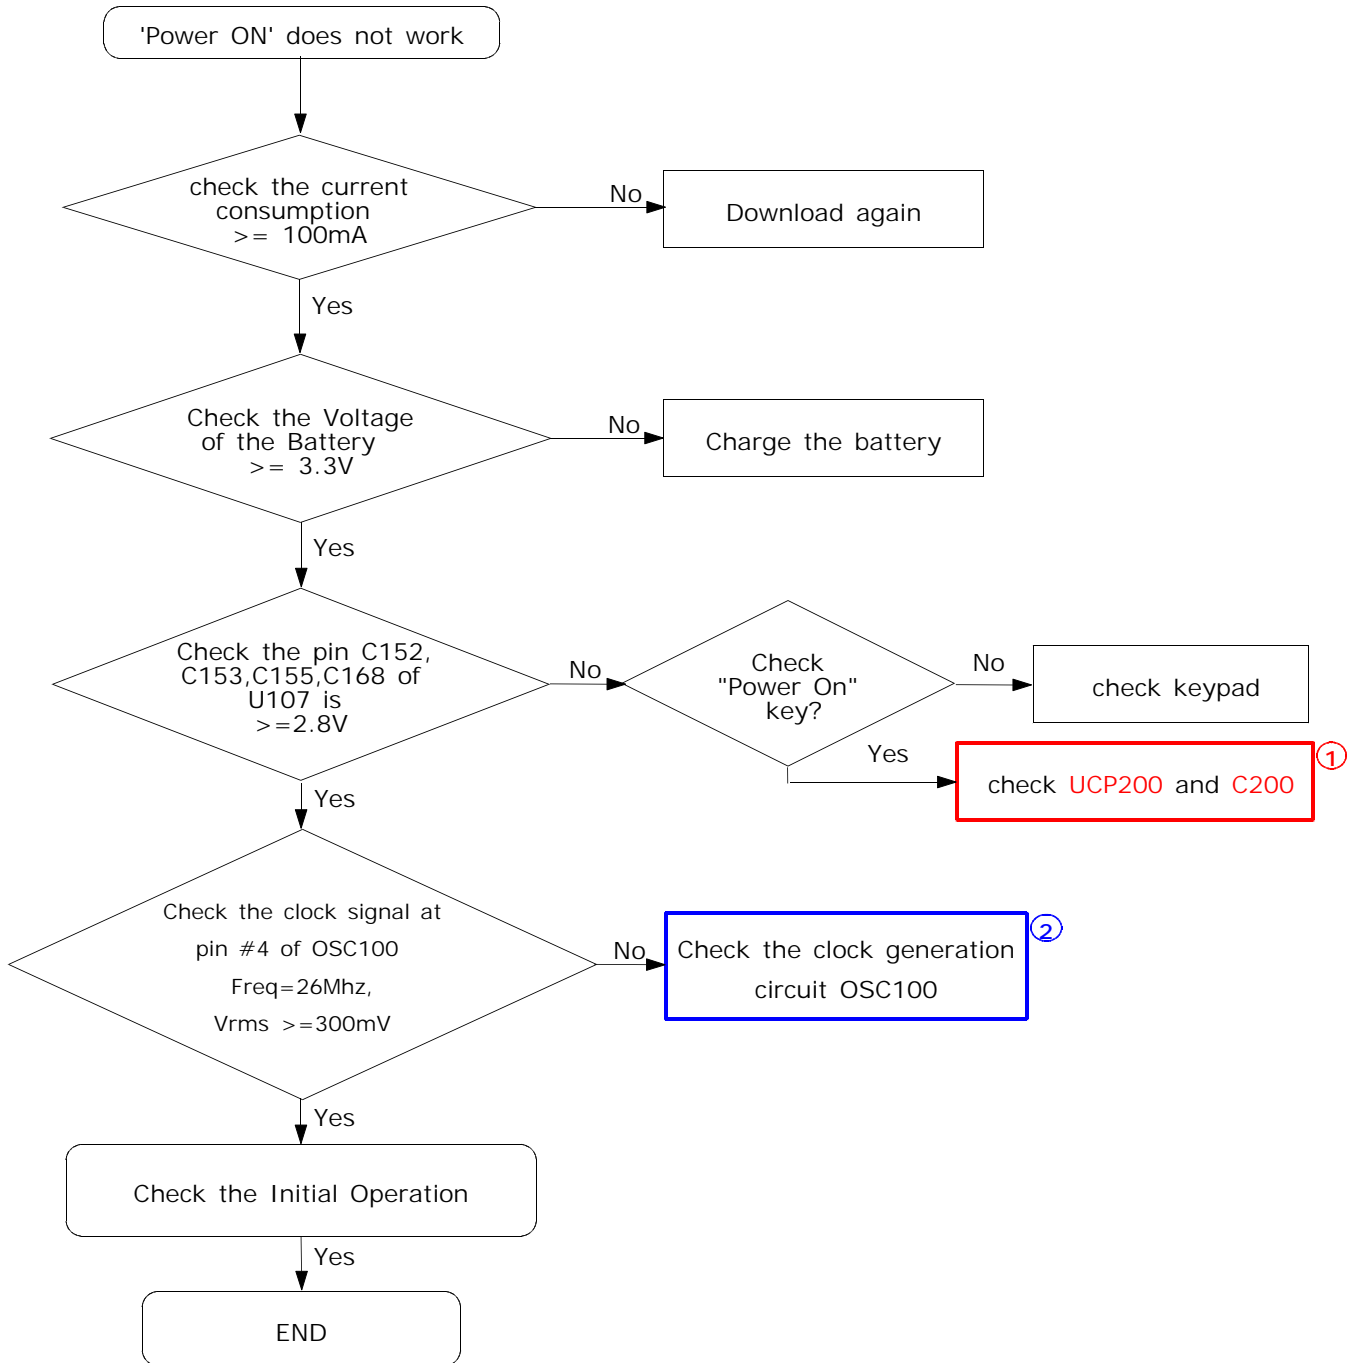 'Power ON' does not work
check the current
consumption
>= 100mA
No
Download again
Yes
Check the Voltage
of the Battery
>= 3.3V
No
Charge the battery
Yes
Check the pin C152,
C153,C155,C168 of
U107 is
>=2.8V
No
Check
"Power On"
key?
No
check keypad
Yes
check UCP200 and C200
1
Yes
Check the clock signal at
pin #4 of OSC100
Freq=26Mhz,
Vrms >=300mV
No
Check the clock generation
circuit OSC100
2
Yes
Check the Initial Operation
Yes
END